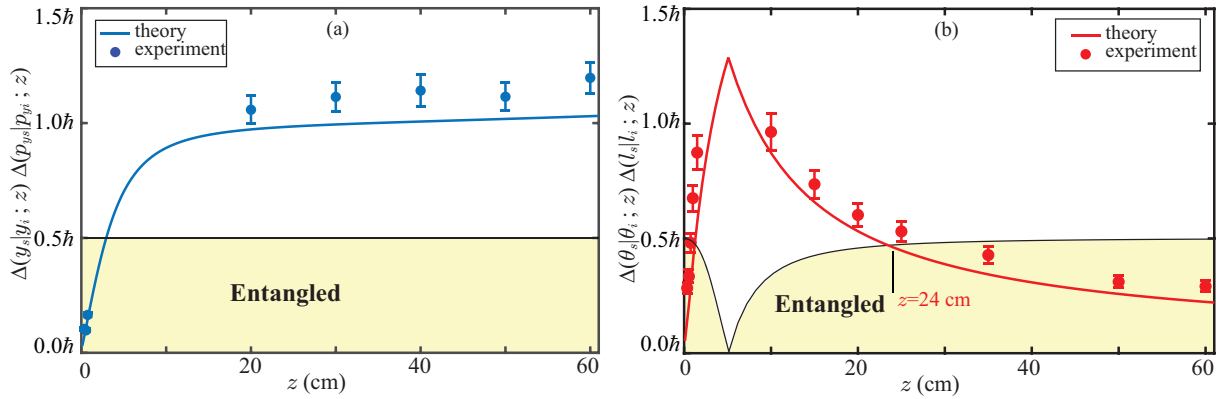 Δ(y_s|y_i ; z) Δ(p_ys|p_yi ; z)
1.5ħ
1.0ħ
0.5ħ
0.0ħ
theory
experiment
(a)
Entangled
0
20
40
60
z (cm)
Δ(θ_s|θ_i ; z) Δ(l_s|l_i ; z)
1.5ħ
1.0ħ
0.5ħ
0.0ħ
(b)
theory
experiment
Entangled
z=24 cm
0
20
40
60
z (cm)